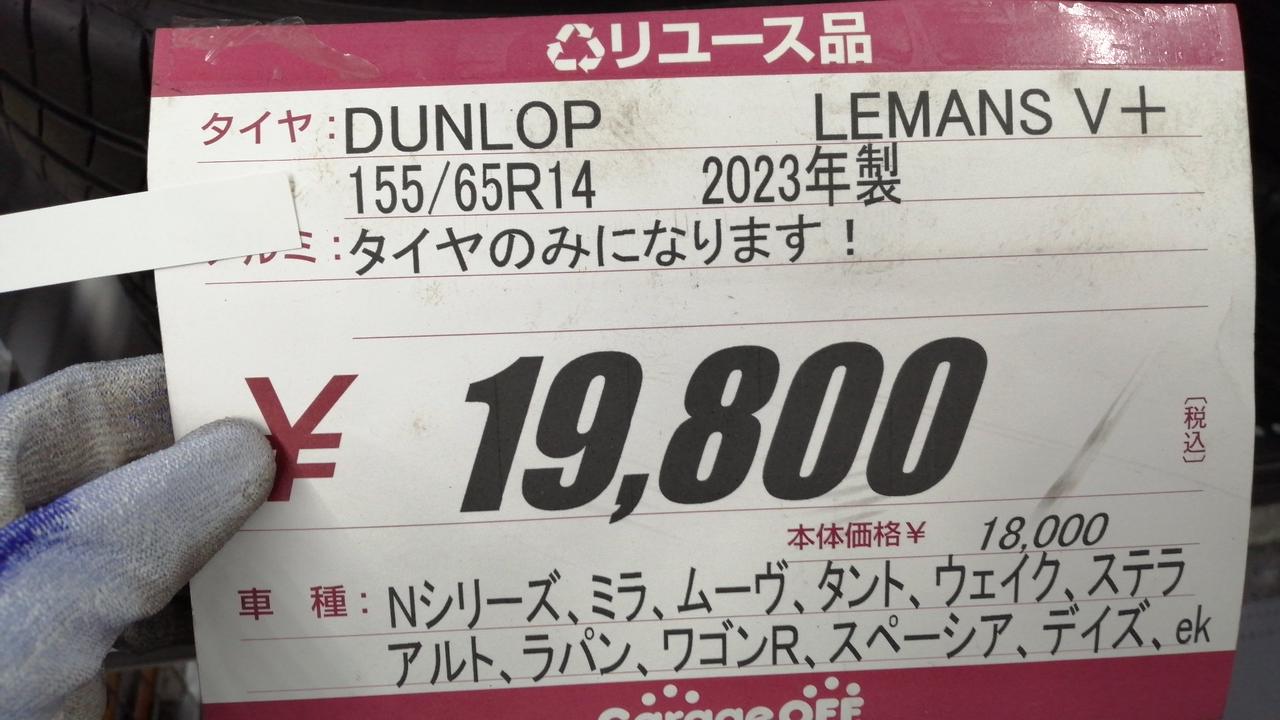 リユース品
タイヤ:DUNLOP LEMANS V+
155/65R14 2023年製
ルミ:タイヤのみになります!
¥ 19,800 〔税込〕
本体価格¥ 18,000
車種:Nシリーズ、ミラ、ムーヴ、タント、ウェイク、ステラ
アルト、ラパン、ワゴンR、スペーシア、デイズ、ek
Garage OFF